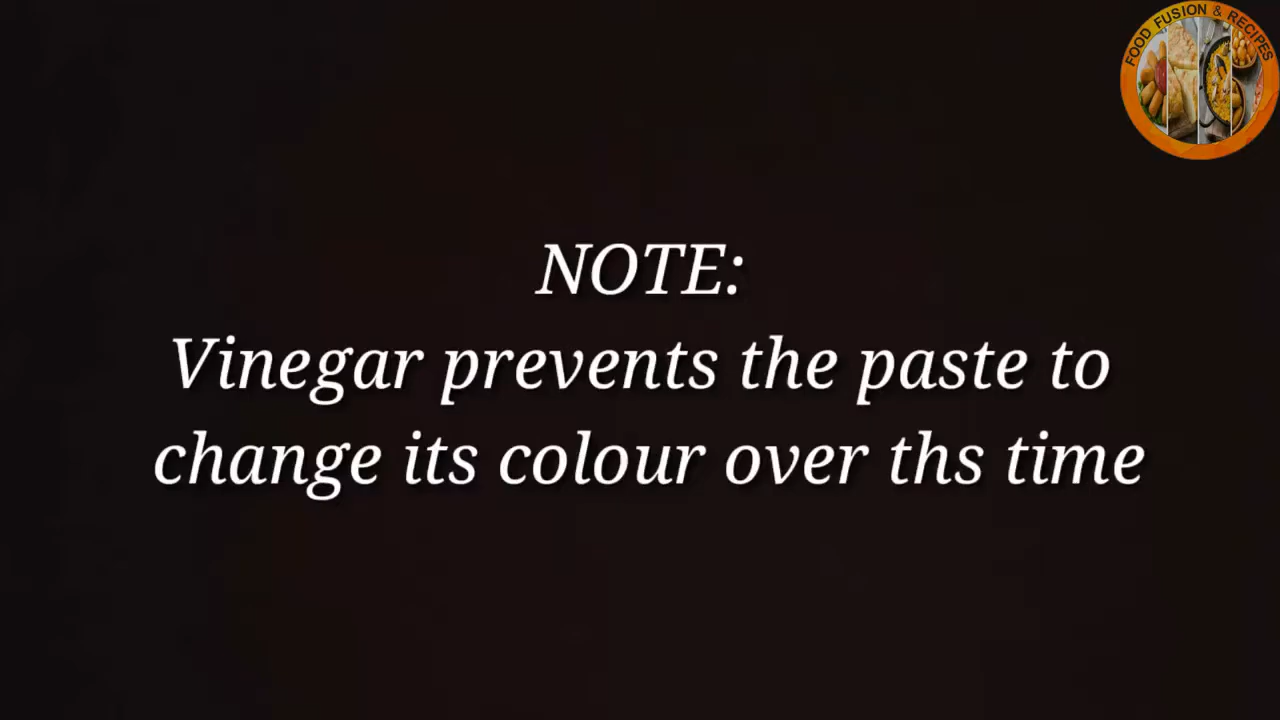 FOOD FUSION & RECIPES
NOTE:
Vinegar prevents the paste to
change its colour over ths time